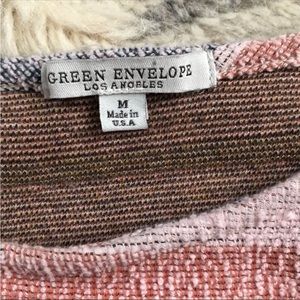 GREEN ENVELOPE
LOS ANGELES
M
Made in
U.S.A